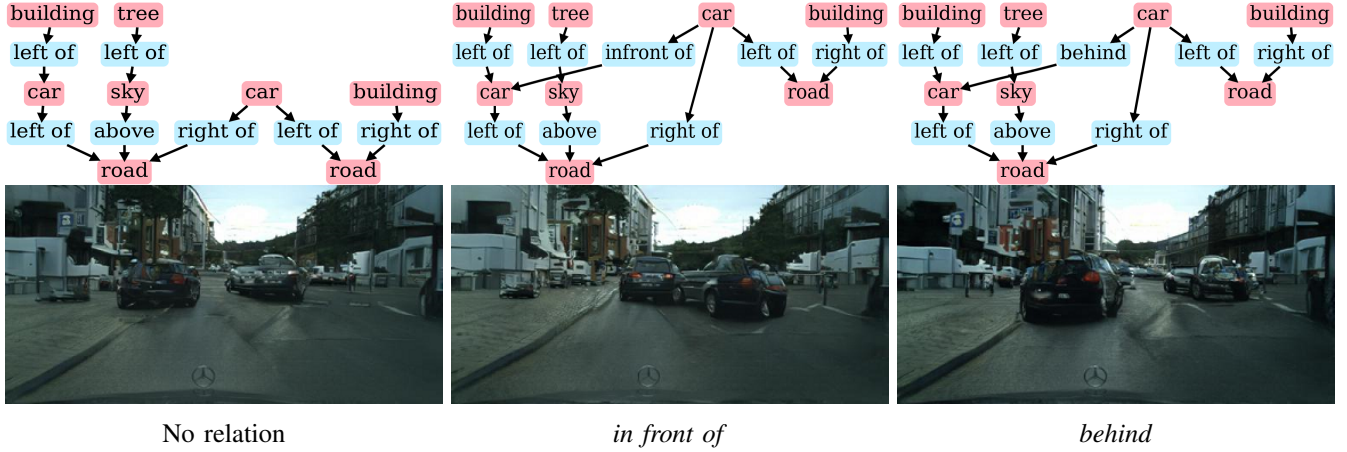 building tree
left of left of
car sky car building
left of above right of left of right of
road road
No relation
building tree car building
left of left of infront of left of right of
car sky road
left of above right of
road
in front of
building tree car building
left of left of behind left of right of
car sky road
left of above right of
road
behind